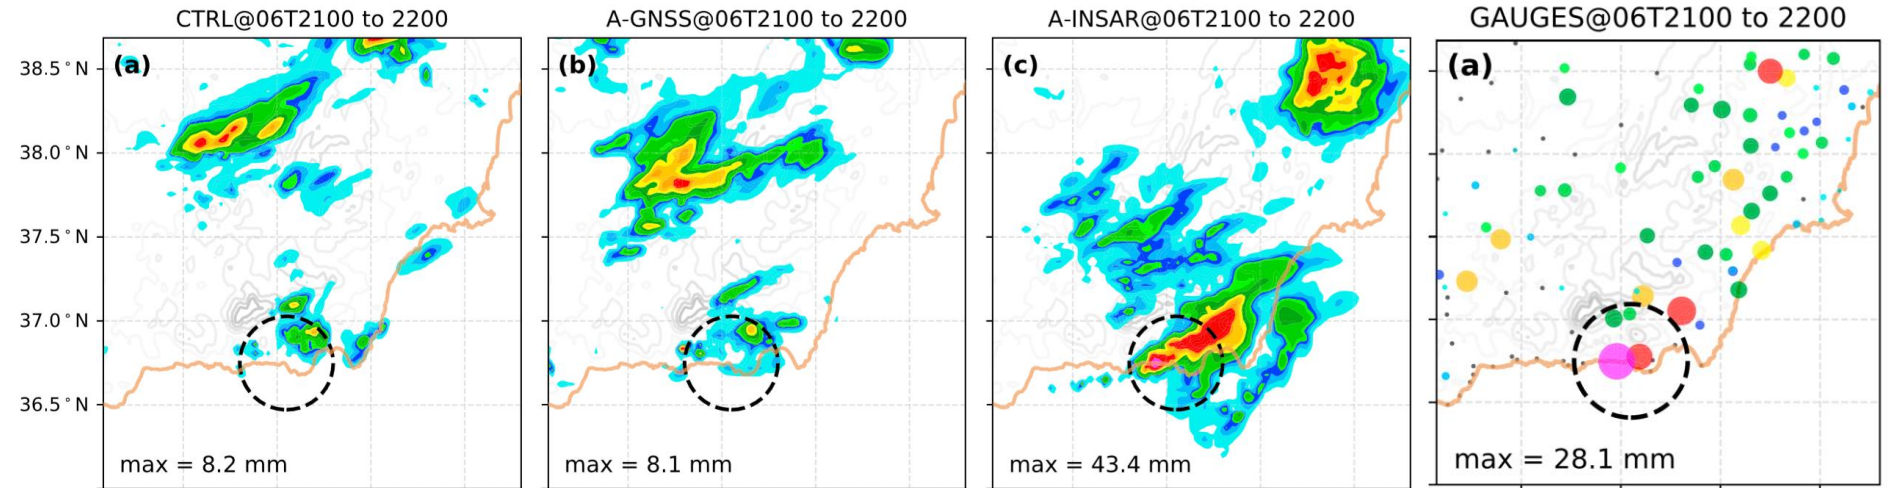 CTRL@06T2100 to 2200
A-GNSS@06T2100 to 2200
A-INSAR@06T2100 to 2200
GAUGES@06T2100 to 2200
(a)
(b)
(c)
(a)
38.5°N
38.0°N
37.5°N
37.0°N
36.5°N
max = 8.2 mm
max = 8.1 mm
max = 43.4 mm
max = 28.1 mm